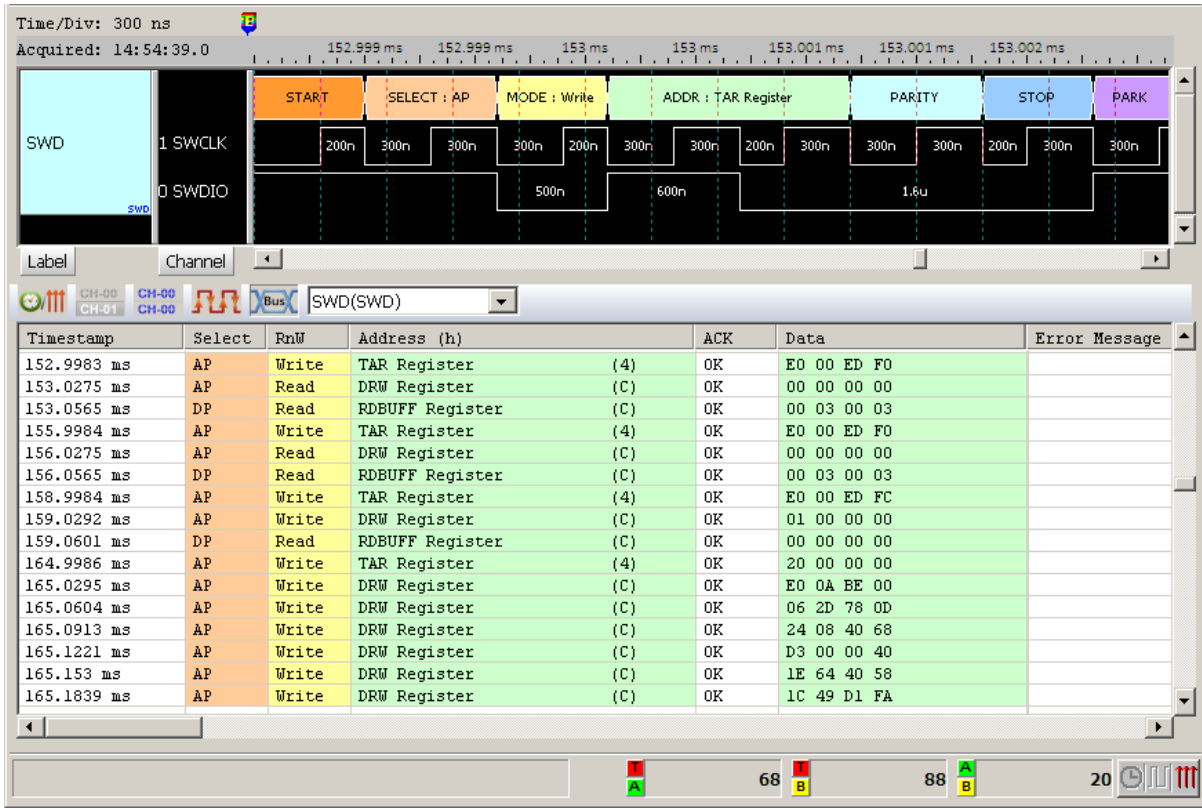 Time/Div: 300 ns
Acquired: 14:54:39.0 152.999 ms 152.999 ms 153 ms 153 ms 153.001 ms 153.001 ms 153.002 ms
START SELECT : AP MODE : Write ADDR : TAR Register PARITY STOP PARK
SWD 1 SWCLK 200n 300n 300n 300n 200n 300n 300n 200n 300n 300n 300n 200n 300n 300n
0 SWDIO 500n 600n 1.6u
SWD
Label Channel
CH-00 CH-01 CH-00 CH-00 Bus SWD(SWD)
Timestamp Select RnW Address (h) ACK Data Error Message
152.9983 ms AP Write TAR Register (4) OK E0 00 ED F0
153.0275 ms AP Read DRW Register (C) OK 00 00 00 00
153.0565 ms DP Read RDBUFF Register (C) OK 00 03 00 03
155.9984 ms AP Write TAR Register (4) OK E0 00 ED F0
156.0275 ms AP Read DRW Register (C) OK 00 00 00 00
156.0565 ms DP Read RDBUFF Register (C) OK 00 03 00 03
158.9984 ms AP Write TAR Register (4) OK E0 00 ED FC
159.0292 ms AP Write DRW Register (C) OK 01 00 00 00
159.0601 ms DP Read RDBUFF Register (C) OK 00 00 00 00
164.9986 ms AP Write TAR Register (4) OK 20 00 00 00
165.0295 ms AP Write DRW Register (C) OK E0 0A BE 00
165.0604 ms AP Write DRW Register (C) OK 06 2D 78 0D
165.0913 ms AP Write DRW Register (C) OK 24 08 40 68
165.1221 ms AP Write DRW Register (C) OK D3 00 00 40
165.153 ms AP Write DRW Register (C) OK 1E 64 40 58
165.1839 ms AP Write DRW Register (C) OK 1C 49 D1 FA
T A 68 T B 88 A B 20